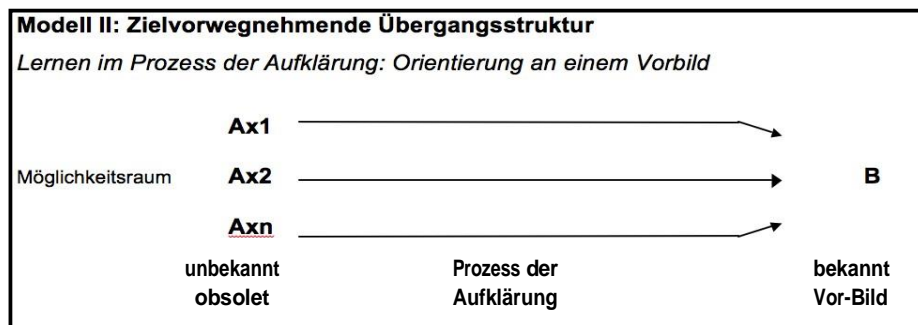 Modell II: Zielvorwegnehmende Übergangsstruktur
Lernen im Prozess der Aufklärung: Orientierung an einem Vorbild
Ax1
Möglichkeitsraum Ax2 B
Axn
unbekannt Prozess der bekannt
obsolet Aufklärung Vor-Bild